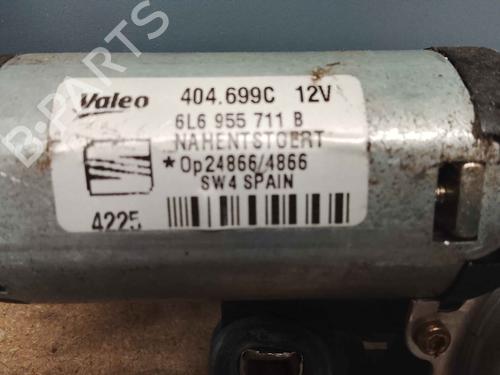 Valeo 404.699C 12V
6L6 955 711 B
NAHENTSTOERT
*Op24866/4866
SW4 SPAIN
4225
B-PARTS